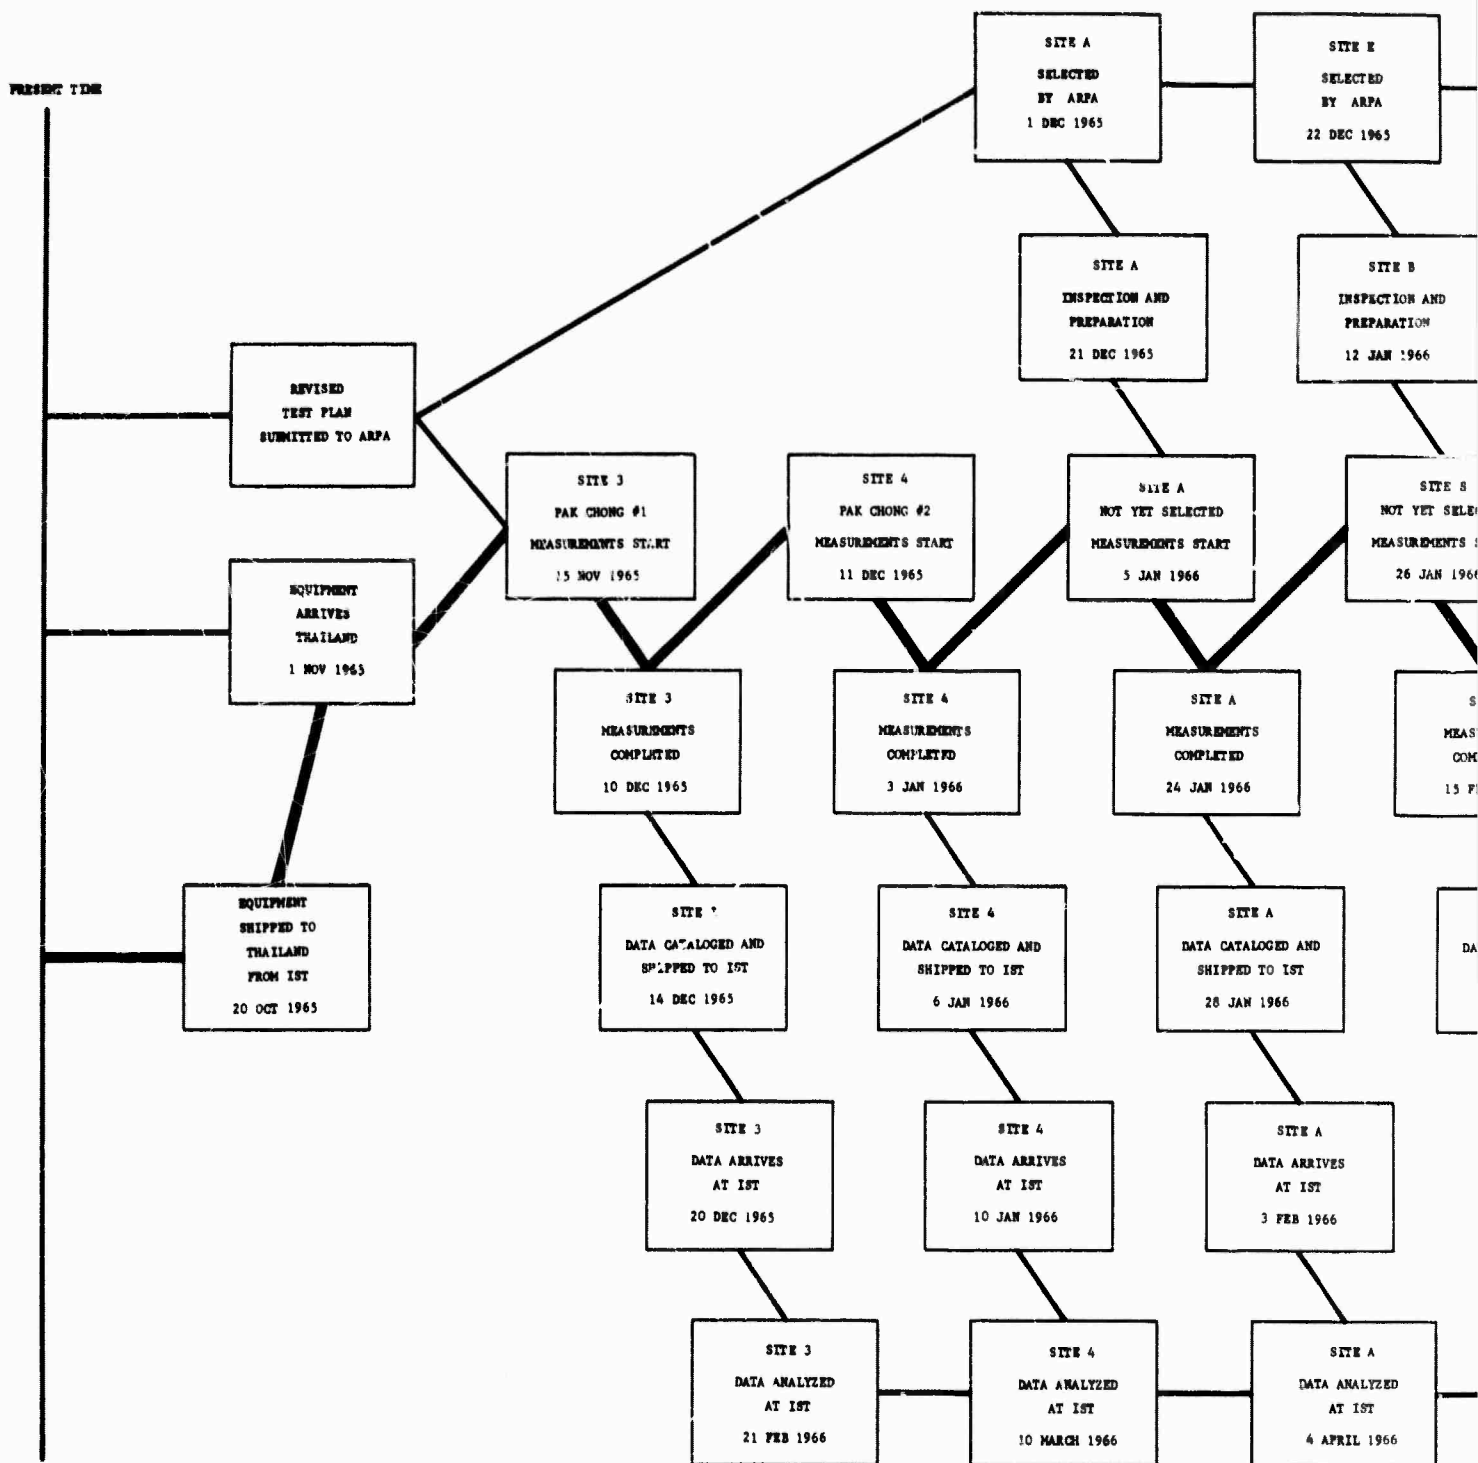 PRESENT TIME
SITE A
SELECTED
BY ARPA
1 DEC 1965
SITE E
SELECTED
BY ARPA
22 DEC 1965
SITE A
INSPECTION AND
PREPARATION
21 DEC 1965
SITE B
INSPECTION AND
PREPARATION
12 JAN 1966
REVISED
TEST PLAN
SUBMITTED TO ARPA
SITE 3
PAK CHONG #1
MEASUREMENTS START
15 NOV 1965
SITE 4
PAK CHONG #2
MEASUREMENTS START
11 DEC 1965
SITE A
NOT YET SELECTED
MEASUREMENTS START
5 JAN 1966
SITE
NOT YET
MEASUREMENTS
26 JAN 1966
EQUIPMENT
ARRIVES
THAILAND
1 NOV 1965
SITE 3
MEASUREMENTS
COMPLETED
10 DEC 1965
SITE 4
MEASUREMENTS
COMPLETED
3 JAN 1966
SITE A
MEASUREMENTS
COMPLETED
24 JAN 1966
15
EQUIPMENT
SHIPPED TO
THAILAND
FROM IST
20 OCT 1965
SITE
DATA CATALOGED AND
SHIPPED TO IST
14 DEC 1965
SITE 4
DATA CATALOGED AND
SHIPPED TO IST
6 JAN 1966
SITE A
DATA CATALOGED AND
SHIPPED TO IST
28 JAN 1966
SITE 3
DATA ARRIVES
AT IST
20 DEC 1965
SITE 4
DATA ARRIVES
AT IST
10 JAN 1966
SITE A
DATA ARRIVES
AT IST
3 FEB 1966
SITE 3
DATA ANALYZED
AT IST
21 FEB 1966
SITE 4
DATA ANALYZED
AT IST
10 MARCH 1966
SITE A
DATA ANALYZED
AT IST
4 APRIL 1966